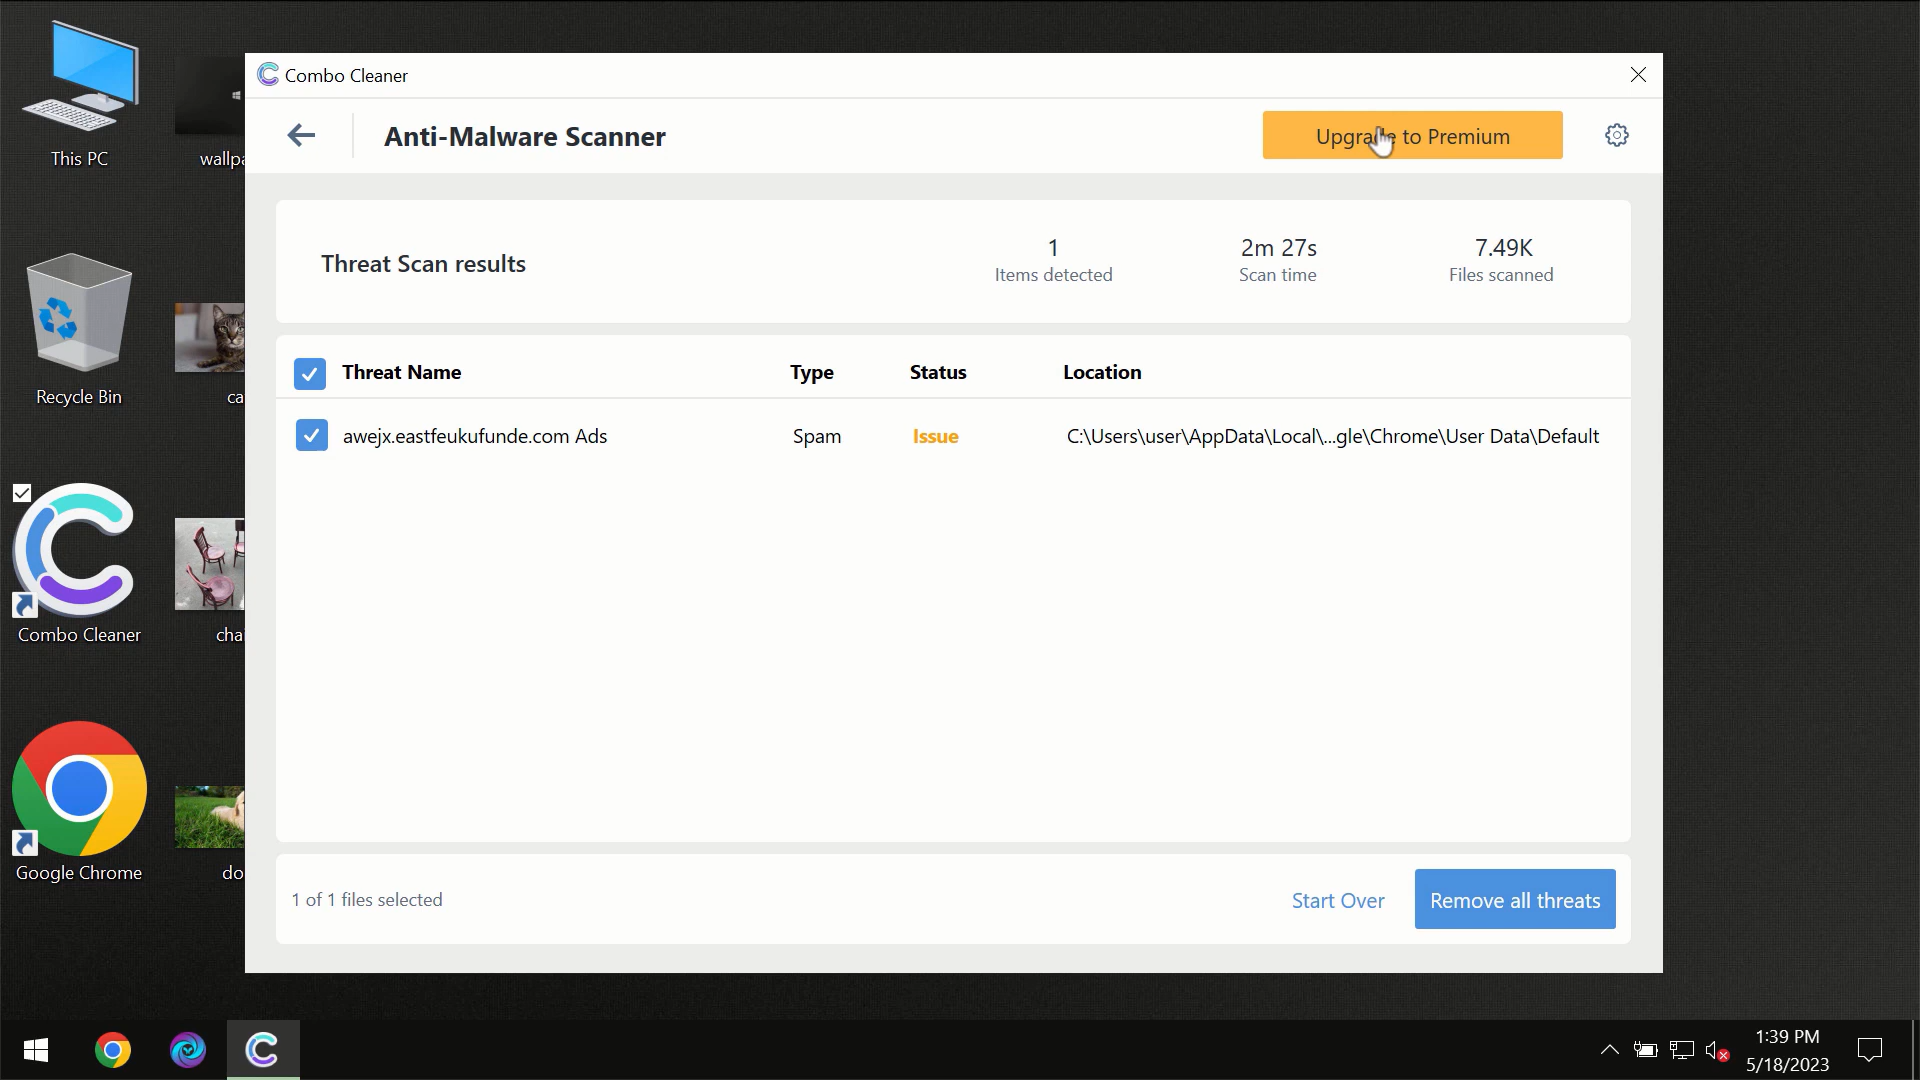 This PC
wallpa
Recycle Bin
ca
Combo Cleaner
chai
Google Chrome
do
Combo Cleaner
Anti-Malware Scanner
Upgrade to Premium
Threat Scan results
1
Items detected
2m 27s
Scan time
7.49K
Files scanned
Threat Name Type Status Location
awejx.eastfeukufunde.com Ads Spam Issue C:\Users\user\AppData\Local\...gle\Chrome\User Data\Default
1 of 1 files selected
Start Over
Remove all threats
1:39 PM
5/18/2023